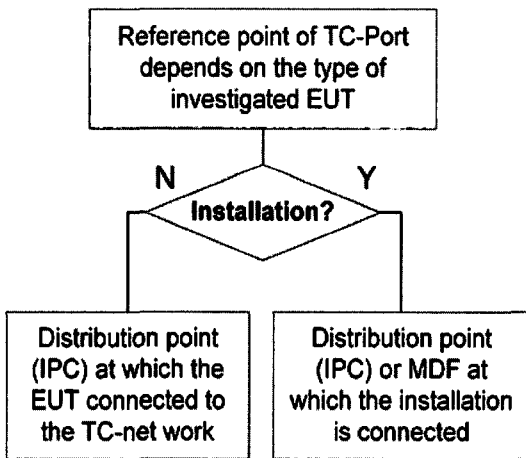 Reference point of TC-Port
depends on the type of
investigated EUT
N
Y
Installation?
Distribution point
(IPC) at which the
EUT connected to
the TC-net work
Distribution point
(IPC) or MDF at
which the installation
is connected